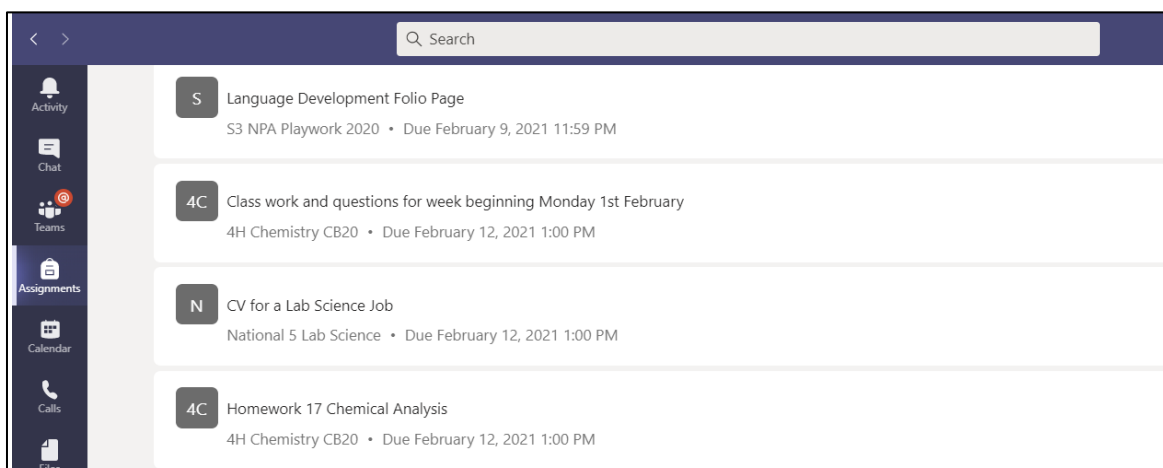 Search
Activity
Chat
@
Teams
Assignments
Calendar
Calls
Files
S
Language Development Folio Page
S3 NPA Playwork 2020 • Due February 9, 2021 11:59 PM
4C
Class work and questions for week beginning Monday 1st February
4H Chemistry CB20 • Due February 12, 2021 1:00 PM
N
CV for a Lab Science Job
National 5 Lab Science • Due February 12, 2021 1:00 PM
4C
Homework 17 Chemical Analysis
4H Chemistry CB20 • Due February 12, 2021 1:00 PM